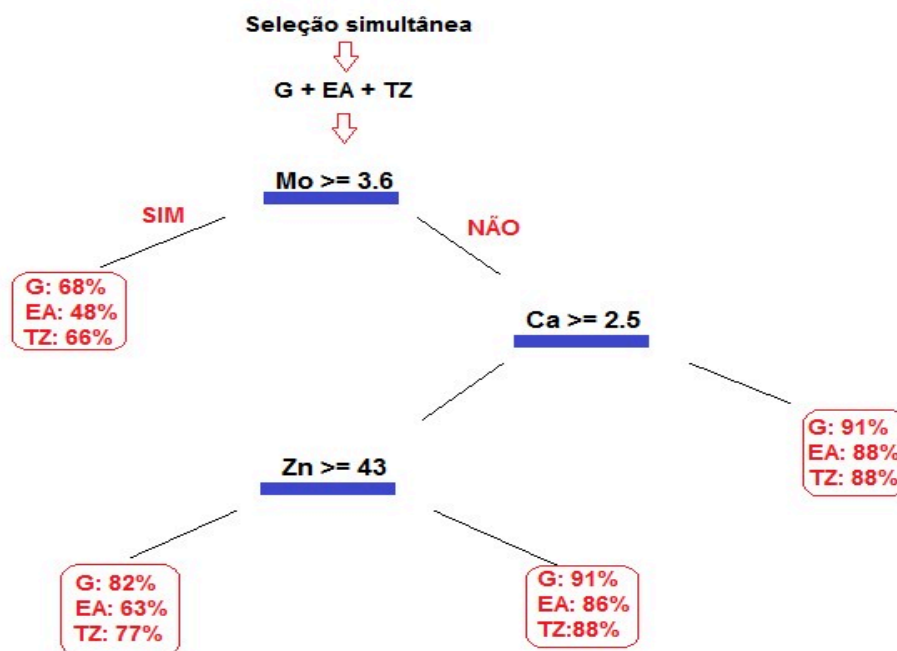 Seleção simultânea
G + EA + TZ
Mo >= 3.6
SIM
NÃO
G: 68%
EA: 48%
TZ: 66%
Ca >= 2.5
G: 91%
EA: 88%
TZ: 88%
Zn >= 43
G: 82%
EA: 63%
TZ: 77%
G: 91%
EA: 86%
TZ:88%